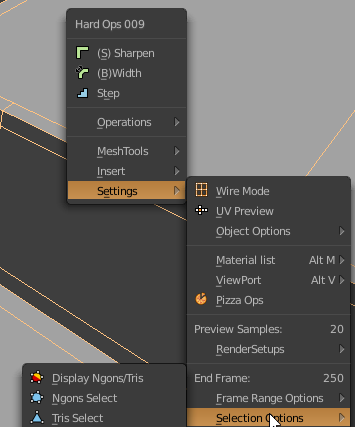 Hard Ops 009
(S) Sharpen
(B)Width
Step
Operations
MeshTools
Insert
Settings
Wire Mode
UV Preview
Object Options
Material list Alt M
ViewPort Alt V
Pizza Ops
Preview Samples: 20
RenderSetups
End Frame: 250
Frame Range Options
Selection Options
Display Ngons/Tris
Ngons Select
Tris Select